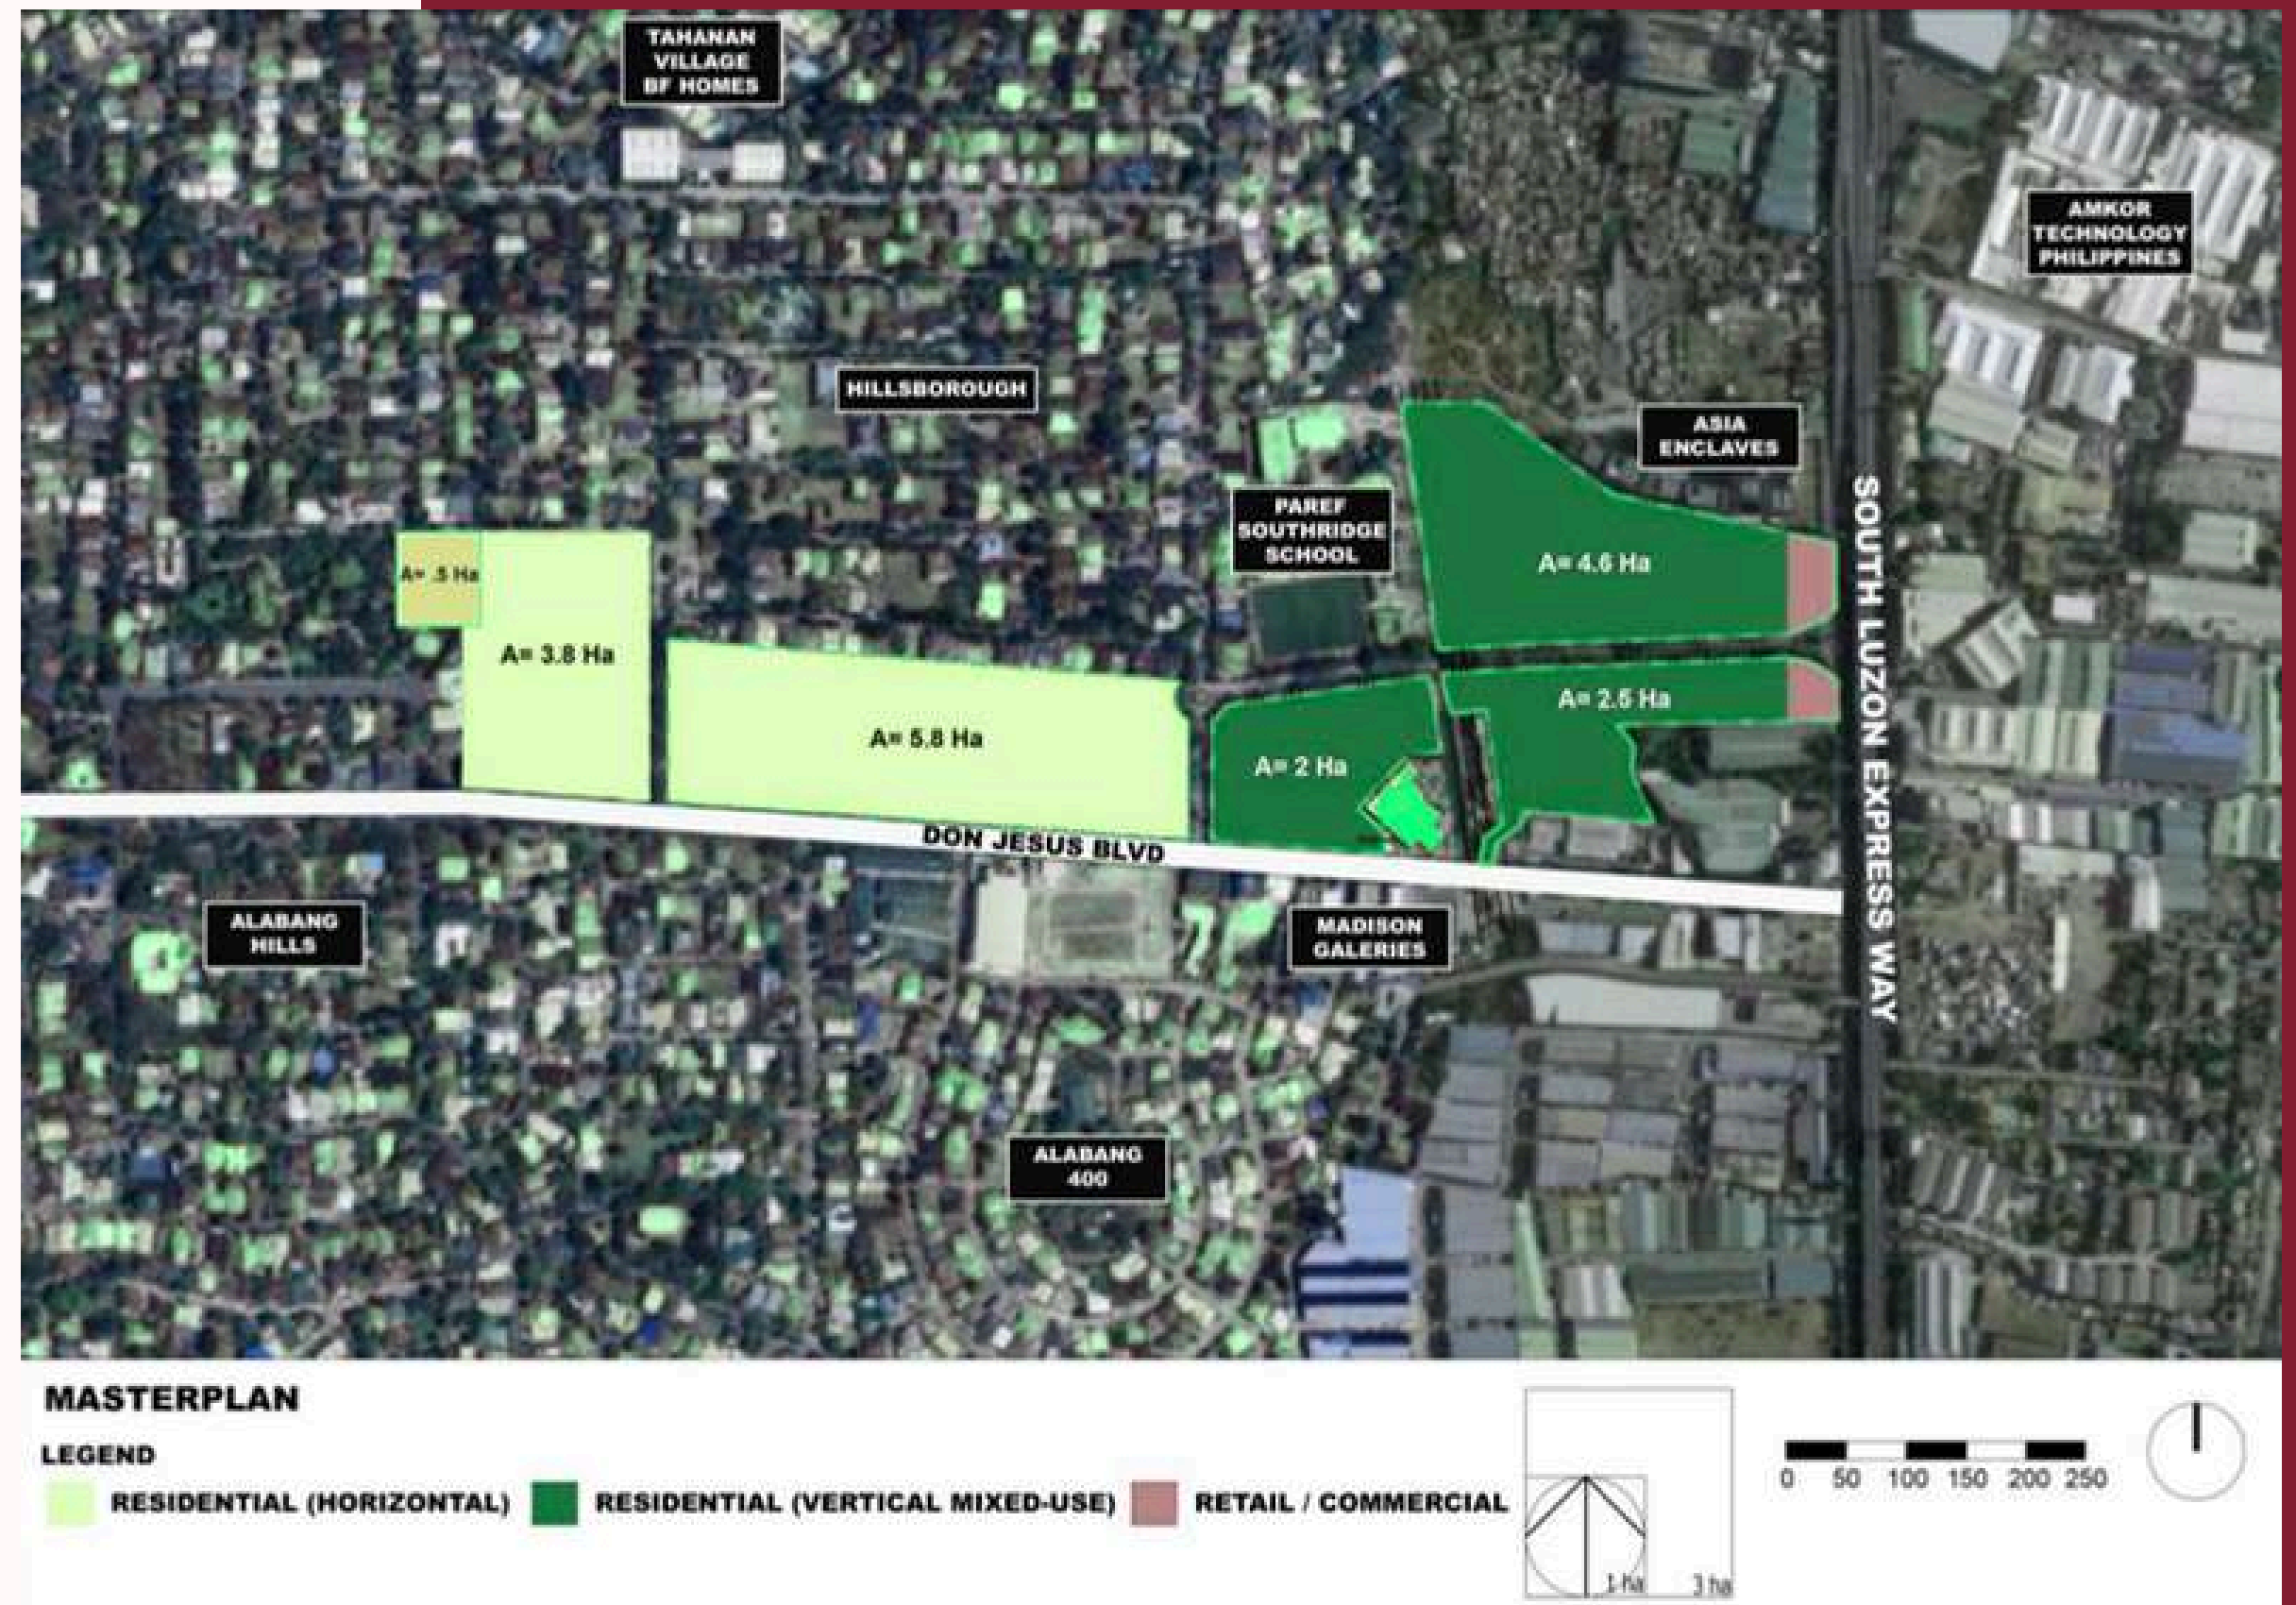 TAHANAN
VILLAGE
BF HOMES
AMKOR
TECHNOLOGY
PHILIPPINES
HILLSBOROUGH
ASIA
ENCLAVES
PAREF
SOUTHRIDGE
SCHOOL
SOUTH LUZON EXPRESS WAY
A= 4.6 Ha
A= .5 Ha
A= 3.8 Ha
A= 2.5 Ha
A= 5.8 Ha
A= 2 Ha
DON JESUS BLVD
ALABANG
HILLS
MADISON
GALERIES
ALABANG
400
MASTERPLAN
LEGEND
RESIDENTIAL (HORIZONTAL)
RESIDENTIAL (VERTICAL MIXED-USE)
RETAIL / COMMERCIAL
1 ha
3 ha
0 50 100 150 200 250